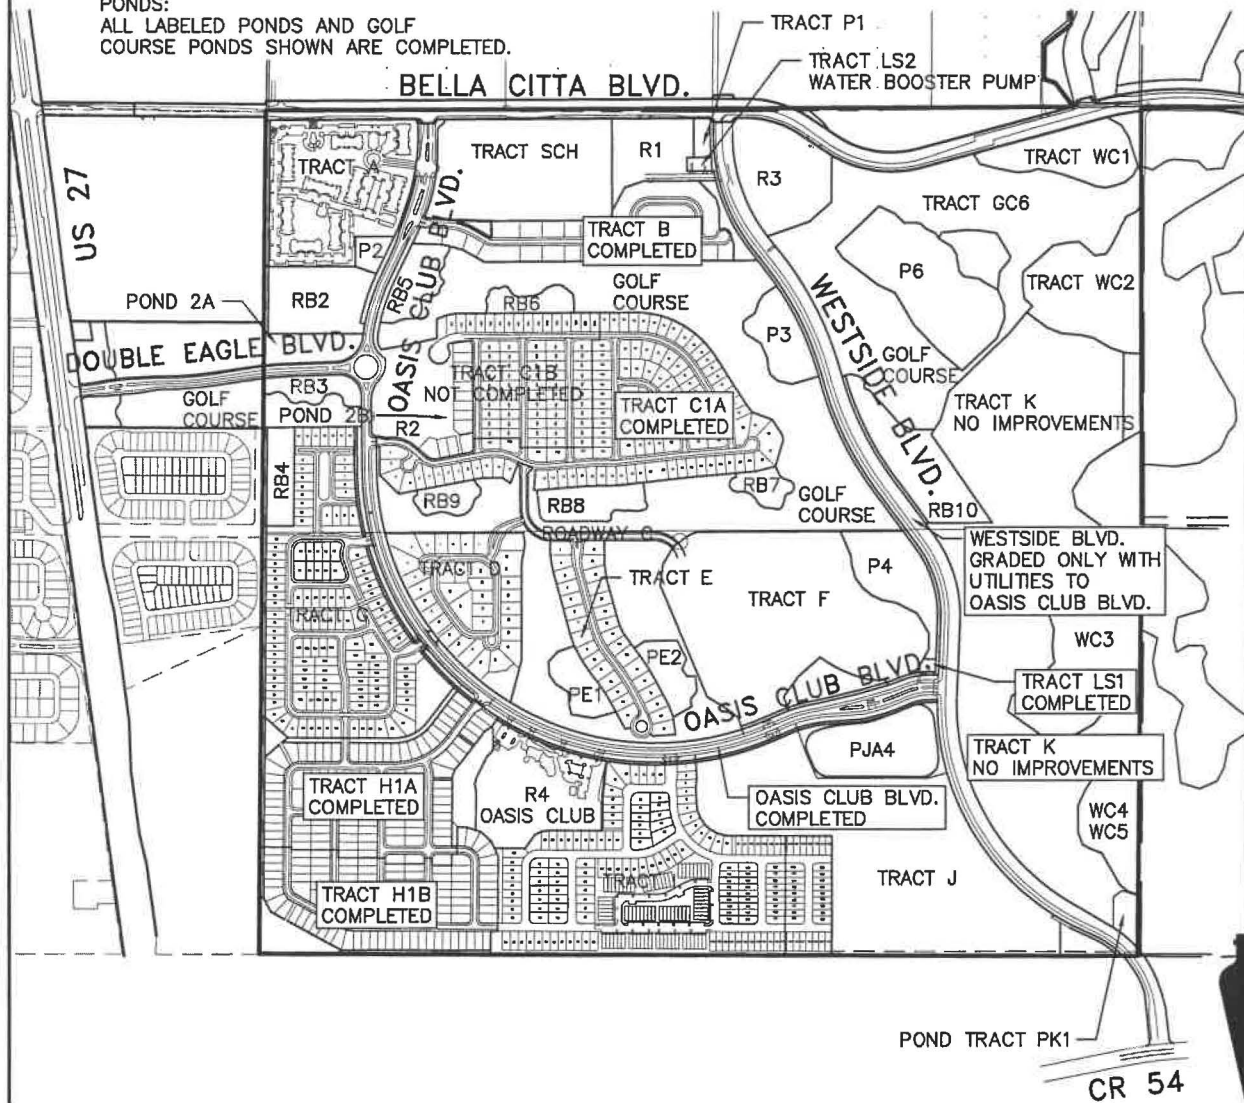 PONDS:
ALL LABELED PONDS AND GOLF
COURSE PONDS SHOWN ARE COMPLETED.
TRACT P1
TRACT LS2
WATER BOOSTER PUMP
BELLA CITTA BLVD.
US 27
TRACT
TRACT SCH
R1
R3
TRACT WC1
TRACT GC6
P2
TRACT B
COMPLETED
P6
TRACT WC2
RB2
RB5
OASIS CLUB BLVD.
RB6
GOLF
COURSE
POND 2A
P3
WESTSIDE BLVD.
DOUBLE EAGLE BLVD.
GOLF
COURSE
RB3
TRACT C1B
NOT COMPLETED
GOLF
COURSE
POND 2B
R2
TRACT C1A
COMPLETED
TRACT K
NO IMPROVEMENTS
RB4
RB9
RB8
RB7
GOLF
COURSE
RB10
ROADWAY C
WESTSIDE BLVD.
GRADED ONLY WITH
UTILITIES TO
OASIS CLUB BLVD.
TRACT D
TRACT E
TRACT F
P4
TRACT G
WC3
PE2
PE1
OASIS CLUB BLVD.
TRACT LS1
COMPLETED
PJA4
TRACT K
NO IMPROVEMENTS
TRACT H1A
COMPLETED
R4
OASIS CLUB
OASIS CLUB BLVD.
COMPLETED
WC4
WC5
TRACT H1B
COMPLETED
TRACT
TRACT J
POND TRACT PK1
CR 54